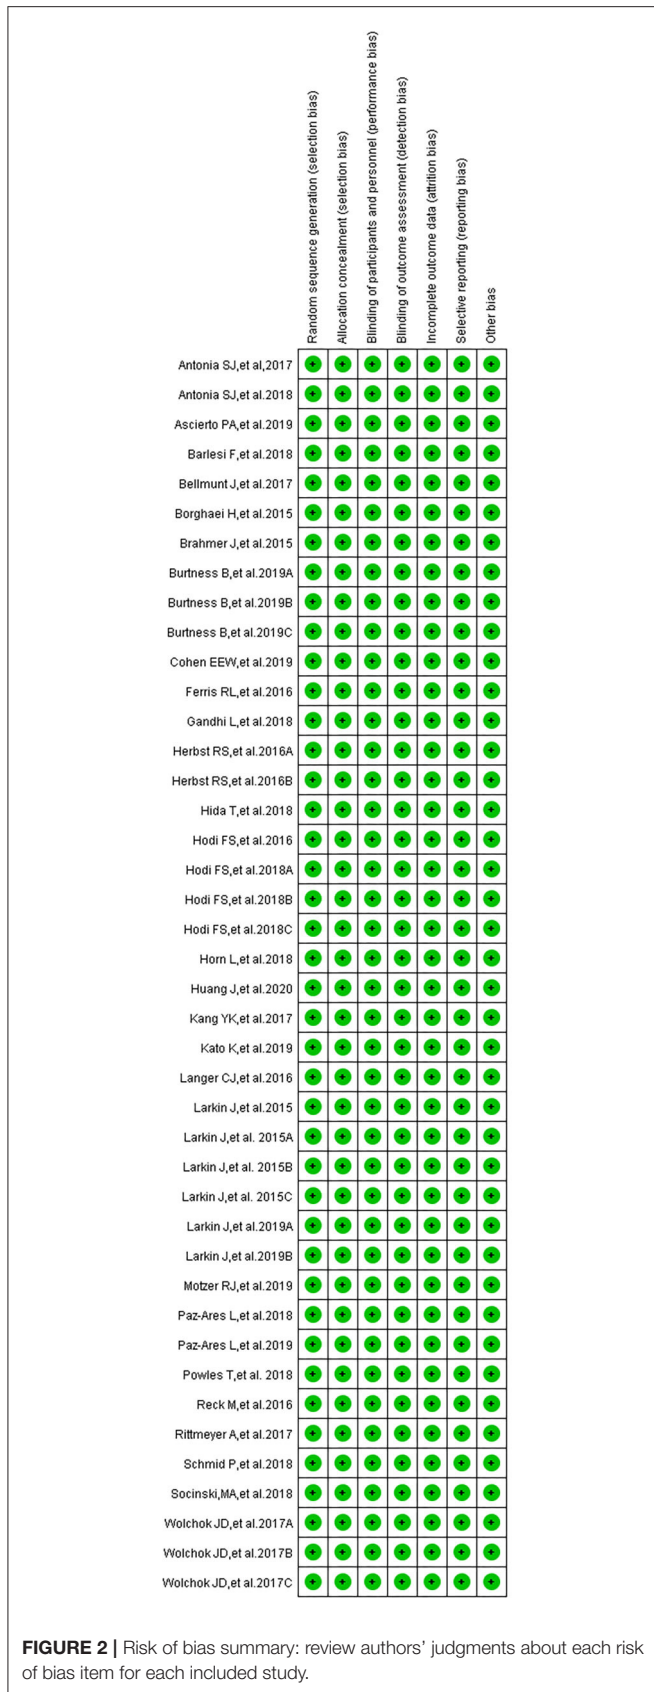 Random sequence generation (selection bias)
Allocation concealment (selection bias)
Blinding of participants and personnel (performance bias)
Blinding of outcome assessment (detection bias)
Incomplete outcome data (attrition bias)
Selective reporting (reporting bias)
Other bias
Antonia SJ,et al,2017 + + + + + + +
Antonia SJ,et al.2018 + + + + + + +
Ascierto PA,et al.2019 + + + + + + +
Barlesi F,et al.2018 + + + + + + +
Bellmunt J,et al.2017 + + + + + + +
Borghaei H,et al.2015 + + + + + + +
Brahmer J,et al.2015 + + + + + + +
Burtness B,et al.2019A + + + + + + +
Burtness B,et al.2019B + + + + + + +
Burtness B,et al.2019C + + + + + + +
Cohen EEW,et al.2019 + + + + + + +
Ferris RL,et al.2016 + + + + + + +
Gandhi L,et al.2018 + + + + + + +
Herbst RS,et al.2016A + + + + + + +
Herbst RS,et al.2016B + + + + + + +
Hida T,et al.2018 + + + + + + +
Hodi FS,et al.2016 + + + + + + +
Hodi FS,et al.2018A + + + + + + +
Hodi FS,et al.2018B + + + + + + +
Hodi FS,et al.2018C + + + + + + +
Horn L,et al.2018 + + + + + + +
Huang J,et al.2020 + + + + + + +
Kang YK,et al.2017 + + + + + + +
Kato K,et al.2019 + + + + + + +
Langer CJ,et al.2016 + + + + + + +
Larkin J,et al.2015 + + + + + + +
Larkin J,et al. 2015A + + + + + + +
Larkin J,et al. 2015B + + + + + + +
Larkin J,et al. 2015C + + + + + + +
Larkin J,et al.2019A + + + + + + +
Larkin J,et al.2019B + + + + + + +
Motzer RJ,et al.2019 + + + + + + +
Paz-Ares L,et al.2018 + + + + + + +
Paz-Ares L,et al.2019 + + + + + + +
Powles T,et al. 2018 + + + + + + +
Reck M,et al.2016 + + + + + + +
Rittmeyer A,et al.2017 + + + + + + +
Schmid P,et al.2018 + + + + + + +
Socinski,MA,et al.2018 + + + + + + +
Wolchok JD,et al.2017A + + + + + + +
Wolchok JD,et al.2017B + + + + + + +
Wolchok JD,et al.2017C + + + + + + +
FIGURE 2 | Risk of bias summary: review authors’ judgments about each risk
of bias item for each included study.